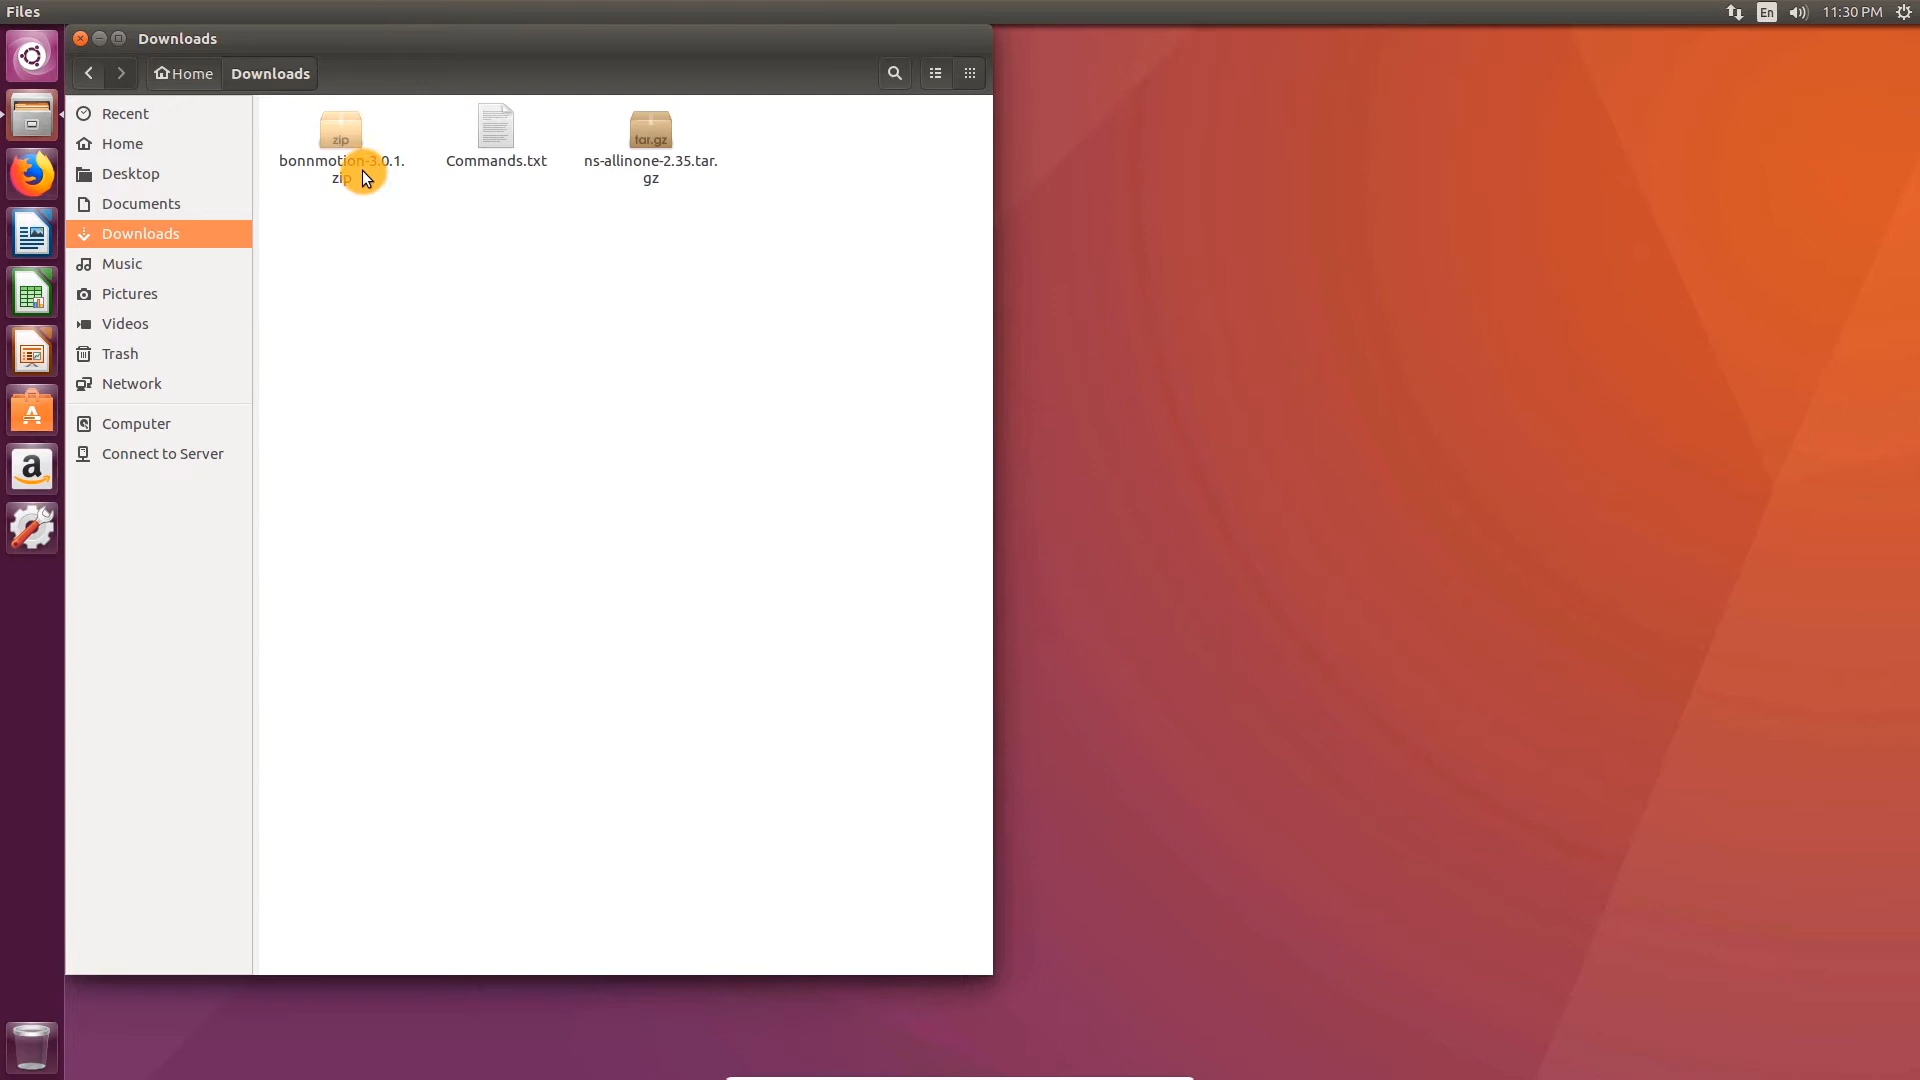 Files
En
11:30 PM
Downloads
Home
Downloads
Recent
Home
Desktop
Documents
Downloads
Music
Pictures
Videos
Trash
Network
Computer
Connect to Server
zip
bonnmotion-3.0.1.
zip
Commands.txt
tar.gz
ns-allinone-2.35.tar.
gz
A
a